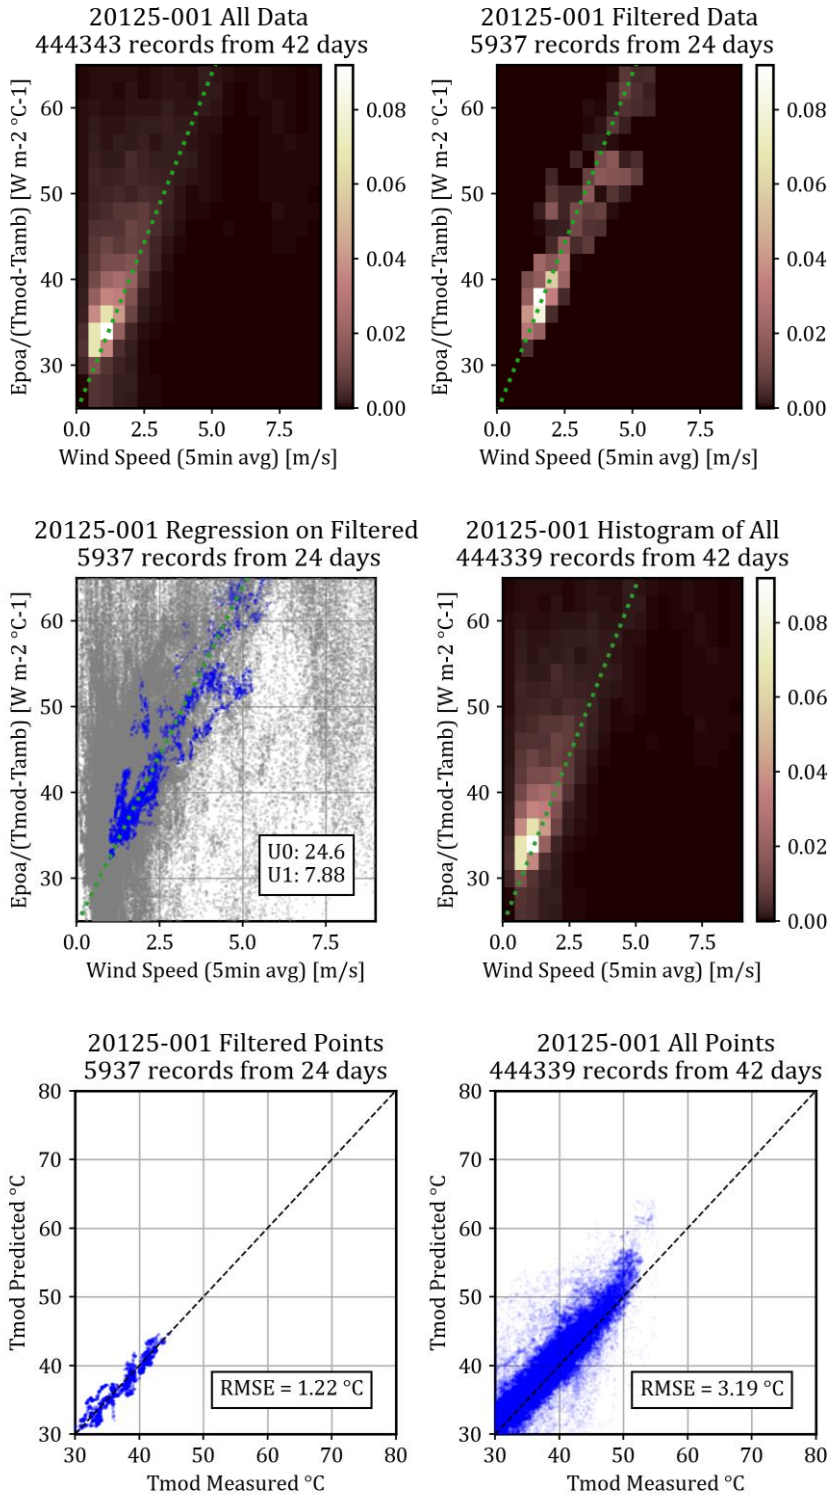 20125-001 All Data
444343 records from 42 days
Epoa/(Tmod-Tamb) [W m-2 °C-1]
60
50
40
30
0.0 2.5 5.0 7.5
Wind Speed (5min avg) [m/s]
0.08
0.06
0.04
0.02
0.00
20125-001 Filtered Data
5937 records from 24 days
Epoa/(Tmod-Tamb) [W m-2 °C-1]
60
50
40
30
0.0 2.5 5.0 7.5
Wind Speed (5min avg) [m/s]
0.08
0.06
0.04
0.02
0.00
20125-001 Regression on Filtered
5937 records from 24 days
Epoa/(Tmod-Tamb) [W m-2 °C-1]
60
50
40
30
U0: 24.6
U1: 7.88
0.0 2.5 5.0 7.5
Wind Speed (5min avg) [m/s]
20125-001 Histogram of All
444339 records from 42 days
Epoa/(Tmod-Tamb) [W m-2 °C-1]
60
50
40
30
0.0 2.5 5.0 7.5
Wind Speed (5min avg) [m/s]
0.08
0.06
0.04
0.02
0.00
20125-001 Filtered Points
5937 records from 24 days
Tmod Predicted °C
80
70
60
50
40
30
RMSE = 1.22 °C
30 40 50 60 70 80
Tmod Measured °C
20125-001 All Points
444339 records from 42 days
Tmod Predicted °C
80
70
60
50
40
30
RMSE = 3.19 °C
30 40 50 60 70 80
Tmod Measured °C